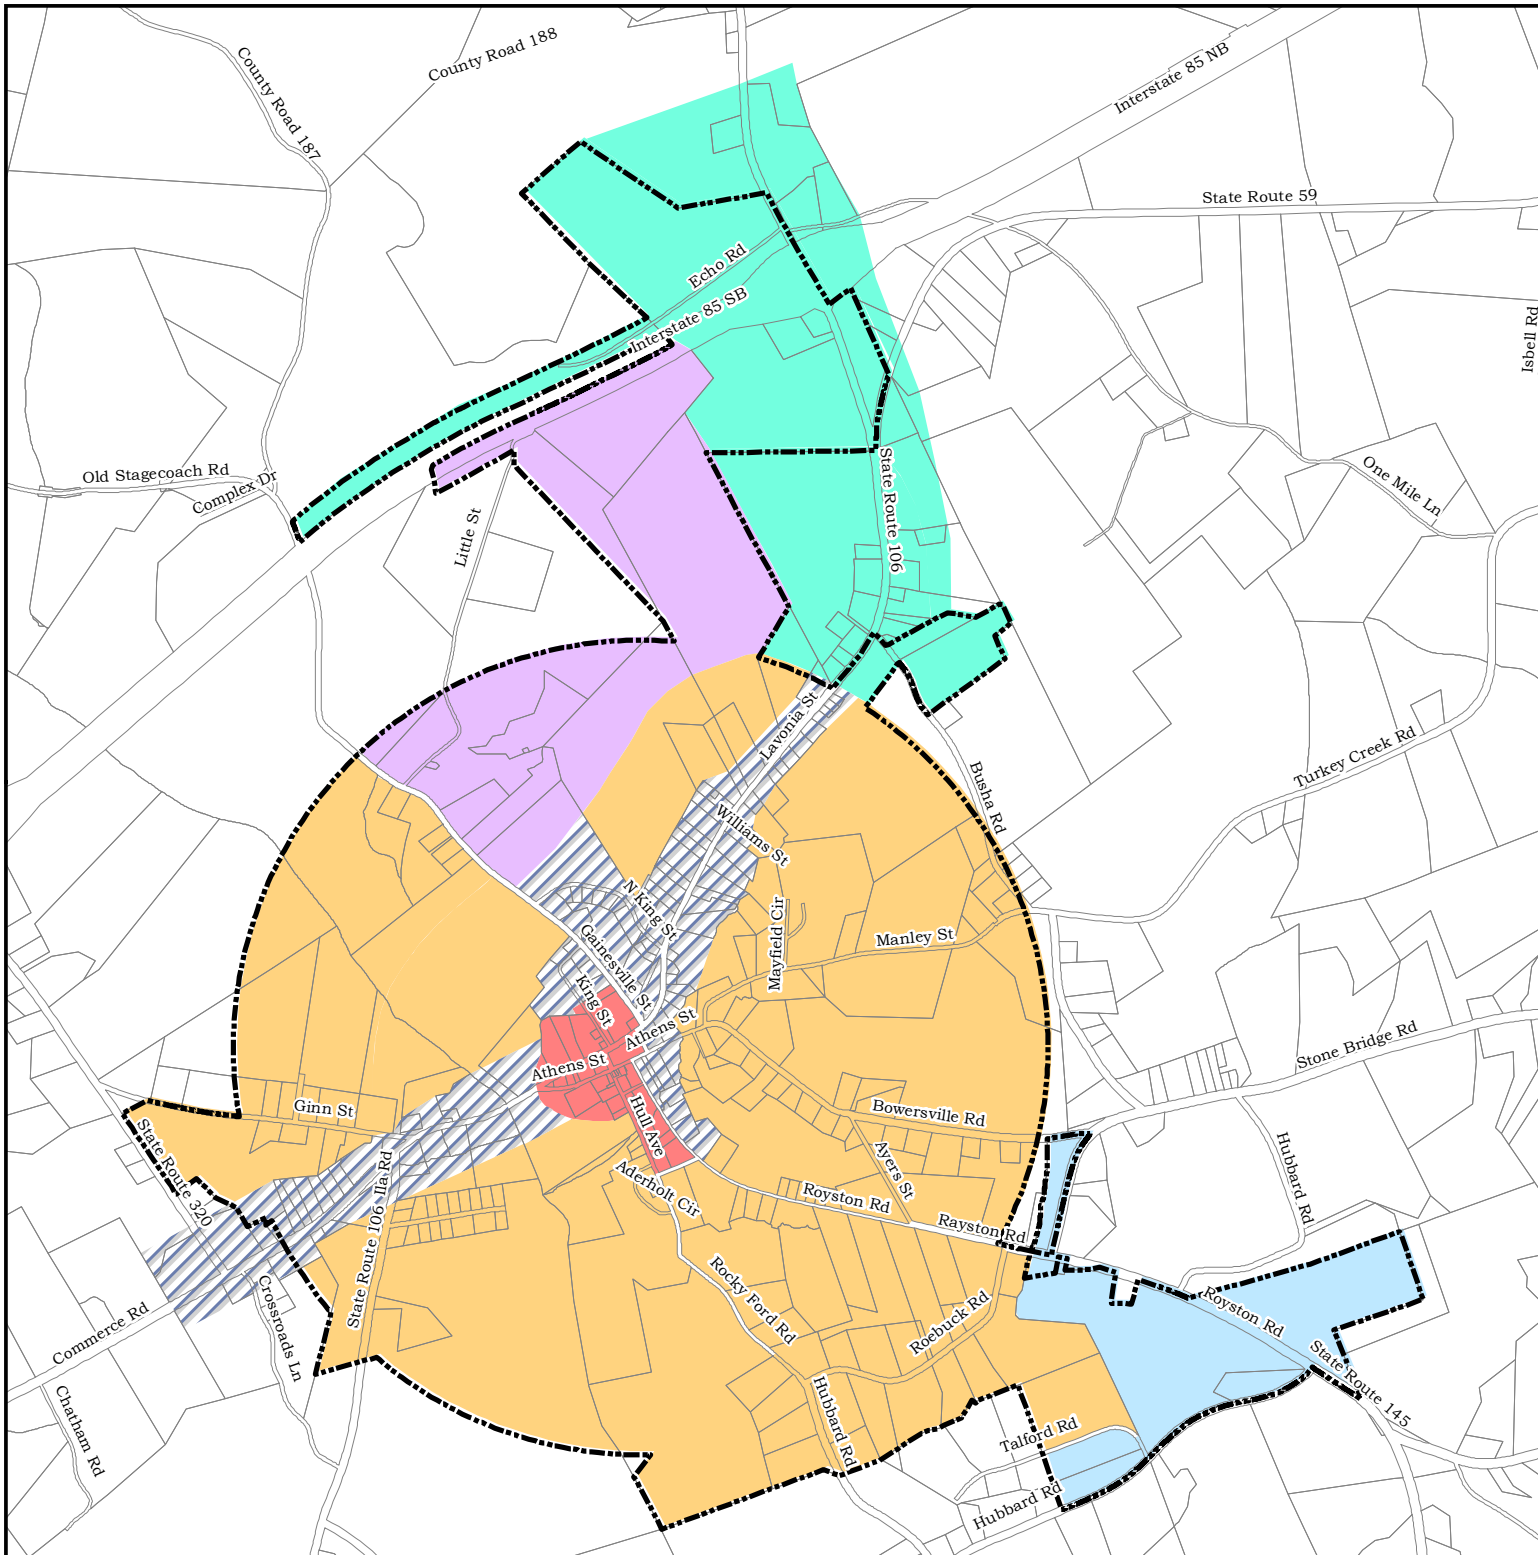 County Road 188
County Road 187
Interstate 85 NB
State Route 59
Echo Rd
Interstate 85 SB
Isbell Rd
Old Stagecoach Rd
Complex Dr
Little St
State Route 106
One Mile Ln
Lavonia St
Busha Rd
Turkey Creek Rd
Williams St
N King St
Mayfield Cir
Manley St
Gainesville St
King St
Athens St
Athens St
Stone Bridge Rd
Ginn St
Hull Ave
Bowersville Rd
State Route 320
State Route 106 Ila Rd
Aderholt Cir
Ayers St
Hubbard Rd
Royston Rd
Rayston Rd
Rocky Ford Rd
Roebuck Rd
Royston Rd
Crossroads Ln
Commerce Rd
State Route 145
Chatham Rd
Hubbard Rd
Talford Rd
Hubbard Rd